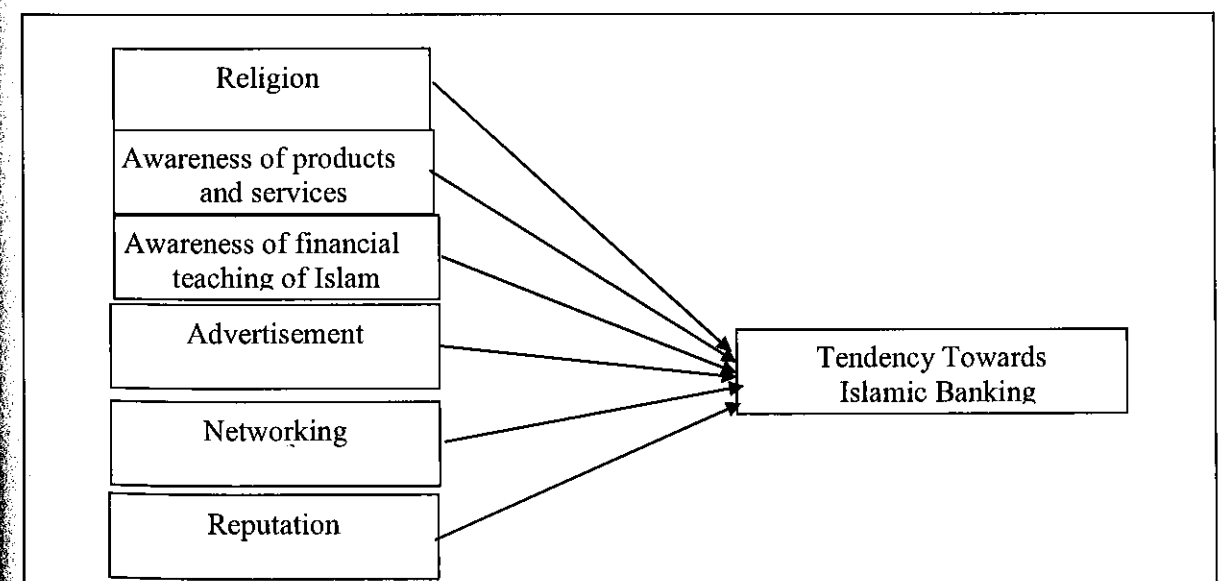 Religion
Awareness of products
and services
Awareness of financial
teaching of Islam
Advertisement
Networking
Reputation
Tendency Towards
Islamic Banking